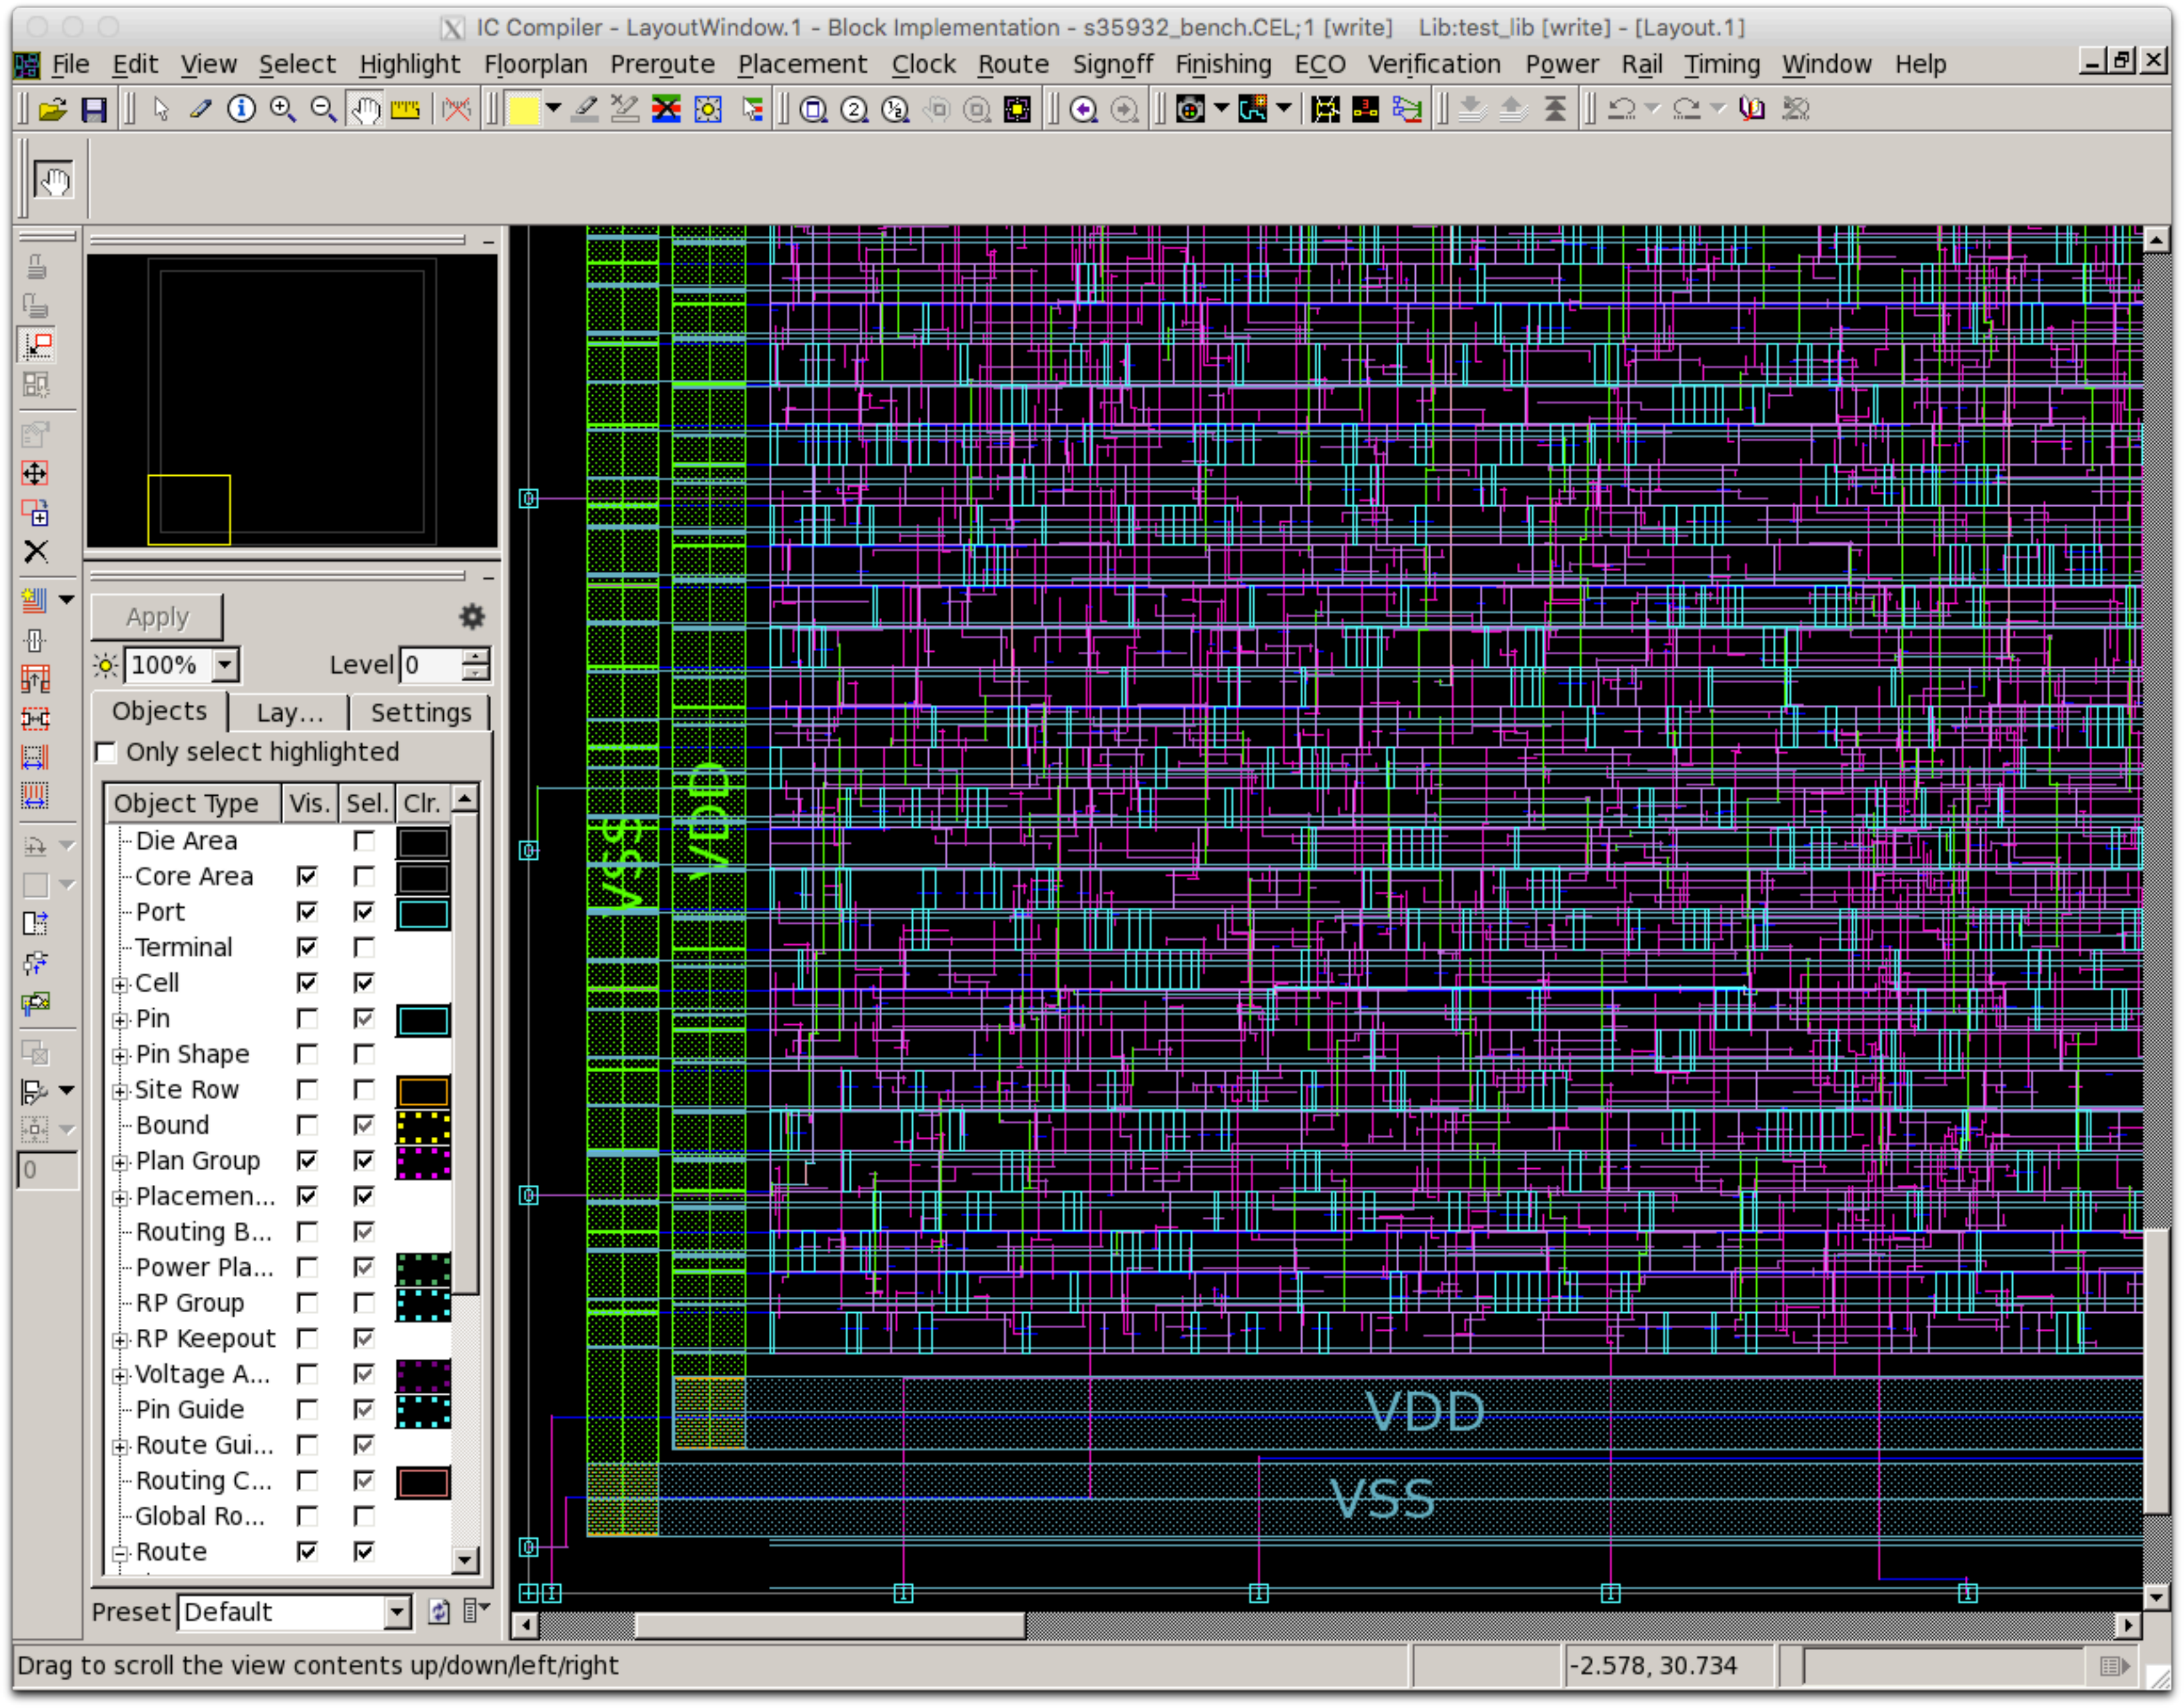 IC Compiler - LayoutWindow.1 - Block Implementation - s35932_bench.CEL;1 [write] Lib:test_lib [write] - [Layout.1]
File Edit View Select Highlight Floorplan Preroute Placement Clock Route Signoff Finishing ECO Verification Power Rail Timing Window Help
Apply
100% Level 0
Objects Lay... Settings
Only select highlighted
Object Type Vis. Sel. Clr.
Die Area
Core Area
Port
Terminal
Cell
Pin
Pin Shape
Site Row
Bound
Plan Group
Placemen...
Routing B...
Power Pla...
RP Group
RP Keepout
Voltage A...
Pin Guide
Route Gui...
Routing C...
Global Ro...
Route
0
Preset Default
VSS
VDD
VDD
VSS
Drag to scroll the view contents up/down/left/right
-2.578, 30.734